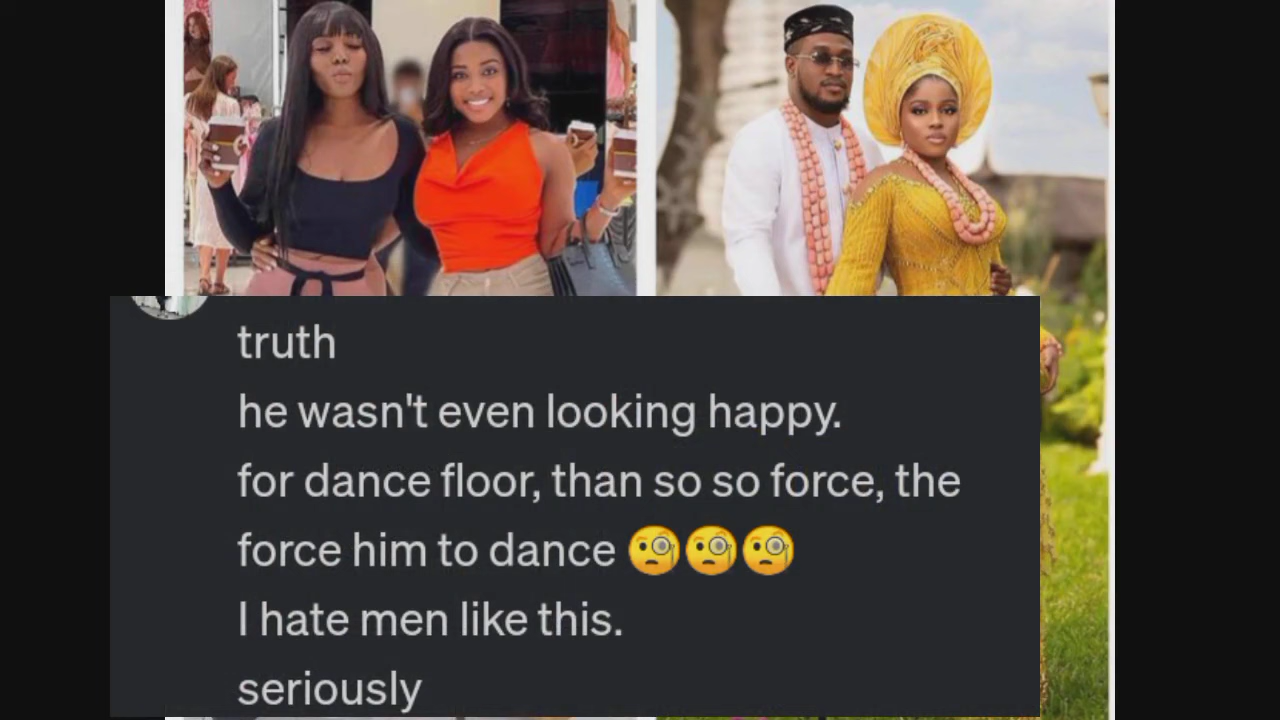 truth
he wasn't even looking happy.
for dance floor, than so so force, the
force him to dance 🧐🧐🧐
I hate men like this.
seriously